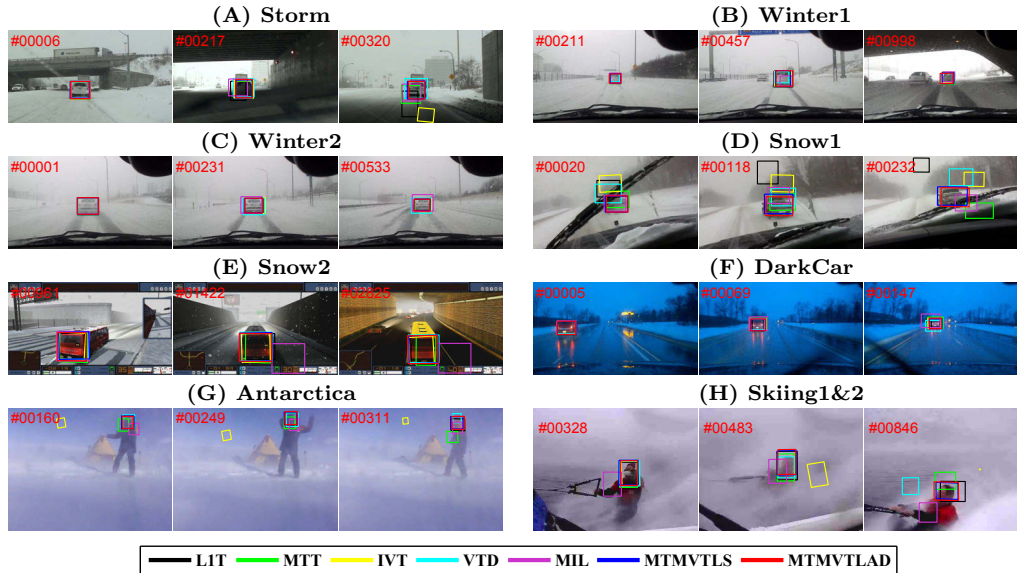 (A) Storm
(B) Winter1
#00006 #00217 #00320
#00211 #00457 #00998
(C) Winter2
(D) Snow1
#00001 #00231 #00533
#00020 #00118 #00232
(E) Snow2
(F) DarkCar
#01422 #02825
#00005 #00069 #00147
(G) Antarctica
(H) Skiing1&2
#00160 #00249 #00311
#00328 #00483 #00846
L1T MTT IVT VTD MIL MTMVTLS MTMVTLAD